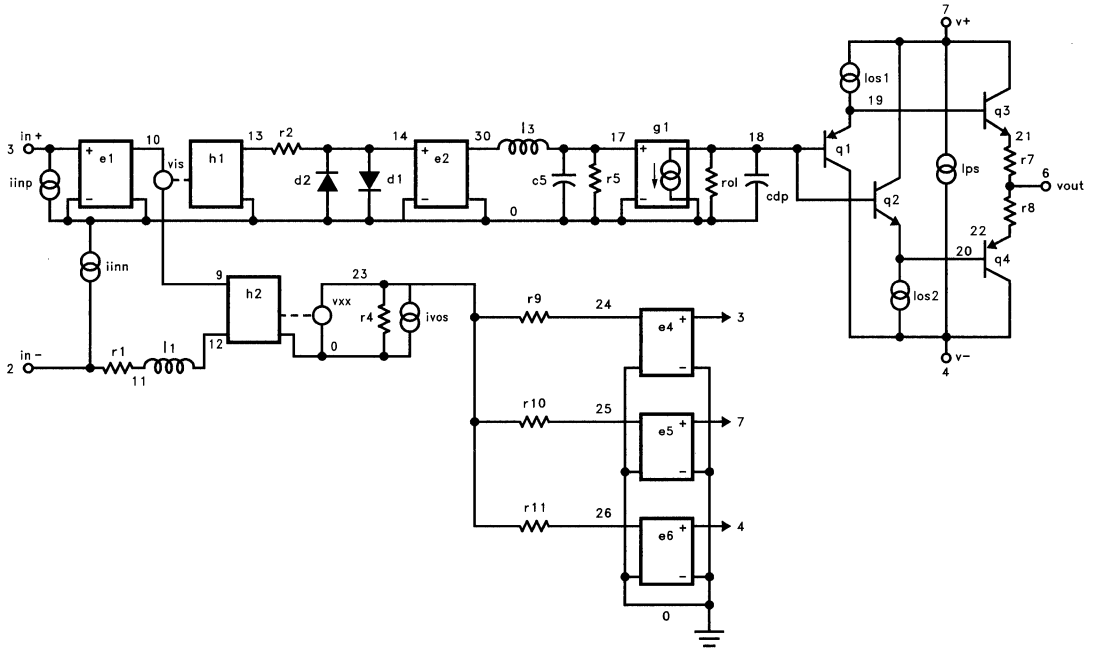 7 v+
Ios1
19
q3
in+ 10 13 r2 14 30 l3 17 g1 18
3
e1 vis h1 e2 q1 21
iinp
+ + +
r7
d2 d1 c5 r5 rol cdp Ips 6 vout
− − −
q2 r8
0
22
iinn 20 q4
9 23
h2 vxx r4 ivos Ios2
r9 24 e4 + 3
12 0
in− r1 l1 v−
2 11 − 4
r10 25 e5 + 7
−
r11 26 + 4
e6
−
0